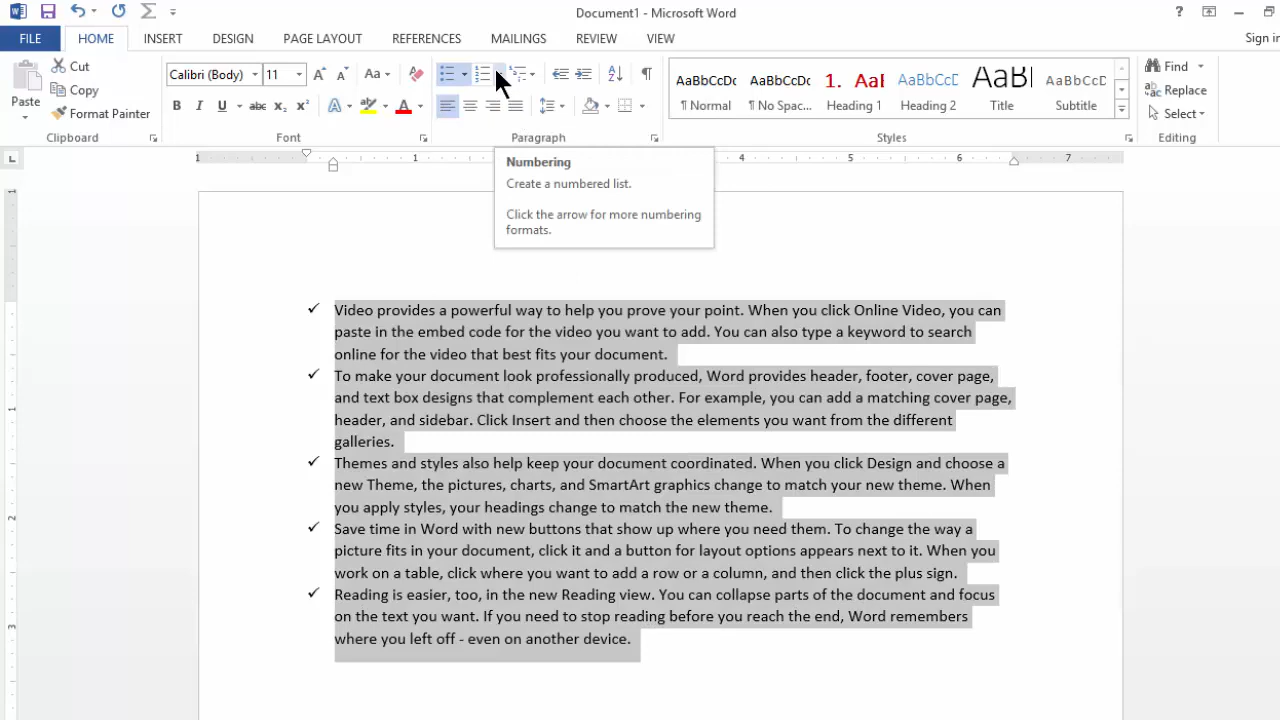 Document1 - Microsoft Word
Sign in
FILE HOME INSERT DESIGN PAGE LAYOUT REFERENCES MAILINGS REVIEW VIEW
Paste
Cut
Copy
Format Painter
Clipboard
Calibri (Body) 11
Font
Paragraph
AaBbCcDc ¶ Normal
AaBbCcDc ¶ No Spac...
1. Aal Heading 1
AaBbCcD Heading 2
AaB Title
AaBbCcD Subtitle
Styles
Find
Replace
Select
Editing
Numbering
Create a numbered list.
Click the arrow for more numbering
formats.
1 1 4 5 6 7
✓ Video provides a powerful way to help you prove your point. When you click Online Video, you can
paste in the embed code for the video you want to add. You can also type a keyword to search
online for the video that best fits your document.
✓ To make your document look professionally produced, Word provides header, footer, cover page,
and text box designs that complement each other. For example, you can add a matching cover page,
header, and sidebar. Click Insert and then choose the elements you want from the different
galleries.
✓ Themes and styles also help keep your document coordinated. When you click Design and choose a
new Theme, the pictures, charts, and SmartArt graphics change to match your new theme. When
you apply styles, your headings change to match the new theme.
✓ Save time in Word with new buttons that show up where you need them. To change the way a
picture fits in your document, click it and a button for layout options appears next to it. When you
work on a table, click where you want to add a row or a column, and then click the plus sign.
✓ Reading is easier, too, in the new Reading view. You can collapse parts of the document and focus
on the text you want. If you need to stop reading before you reach the end, Word remembers
where you left off - even on another device.